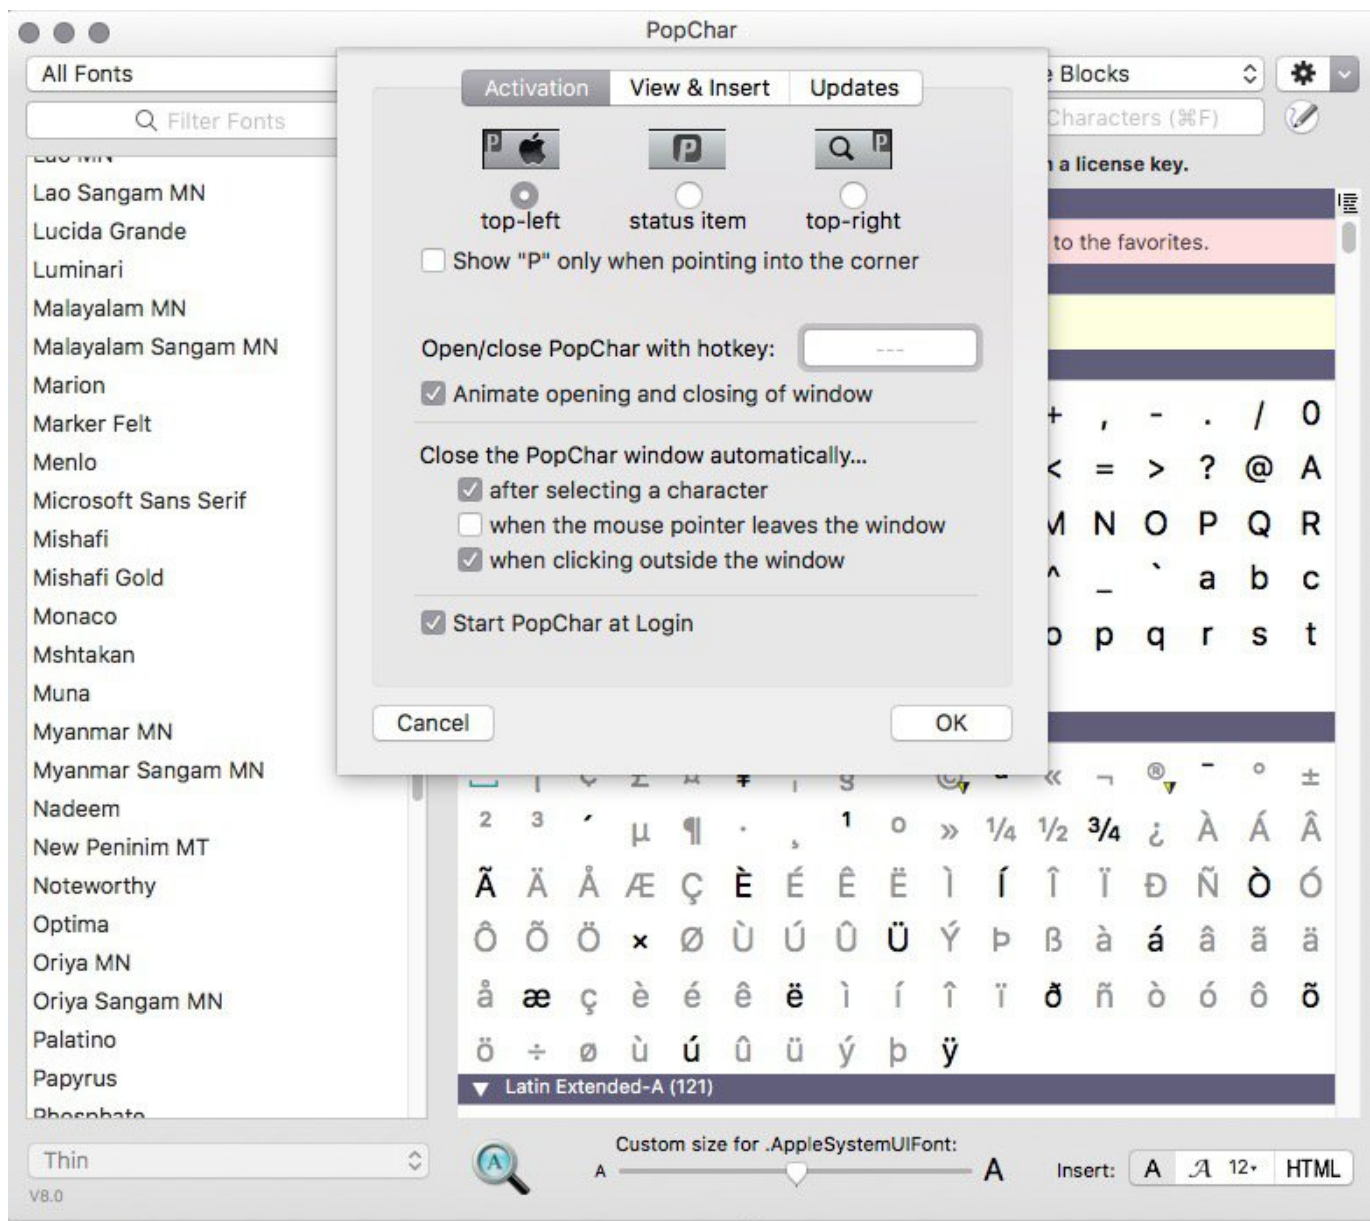 PopChar
All Fonts
Filter Fonts
Lao Sangam MN
Lucida Grande
Luminari
Malayalam MN
Malayalam Sangam MN
Marion
Marker Felt
Menlo
Microsoft Sans Serif
Mishafi
Mishafi Gold
Monaco
Mshtakan
Muna
Myanmar MN
Myanmar Sangam MN
Nadeem
New Peninim MT
Noteworthy
Optima
Oriya MN
Oriya Sangam MN
Palatino
Papyrus
Phosphate
Thin
V8.0
Activation View & Insert Updates
P P P
top-left status item top-right
Show "P" only when pointing into the corner
Open/close PopChar with hotkey: ---
Animate opening and closing of window
Close the PopChar window automatically...
after selecting a character
when the mouse pointer leaves the window
when clicking outside the window
Start PopChar at Login
Cancel OK
Blocks
Characters (⌘F)
a license key.
to the favorites.
+ , - . / 0
< = > ? @ A
M N O P Q R
^ _ ` a b c
o p q r s t
« ¬ ® ¯ ° ±
² ³ ´ µ ¶ · ¸ ¹ º » ¼ ½ ¾ ¿ À Á Â
Ã Ä Å Æ Ç È É Ê Ë Ì Í Î Ï Ð Ñ Ò Ó
Ô Õ Ö × Ø Ù Ú Û Ü Ý Þ ß à á â ã ä
å æ ç è é ê ë ì í î ï ð ñ ò ó ô õ
ö ÷ ø ù ú û ü ý þ ÿ
Latin Extended-A (121)
Custom size for .AppleSystemUIFont:
A A
Insert: A A 12 HTML